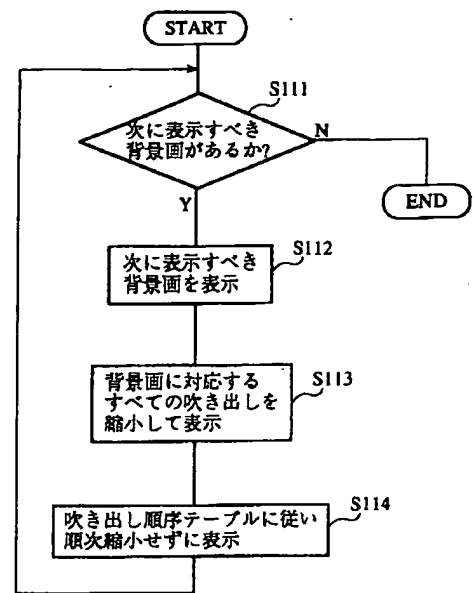 START
S111
次に表示すべき
背景画があるか?
N
Y
END
S112
次に表示すべき
背景画を表示
S113
背景画に対応する
すべての吹き出しを
縮小して表示
S114
吹き出し順序テーブルに従い
順次縮小せずに表示